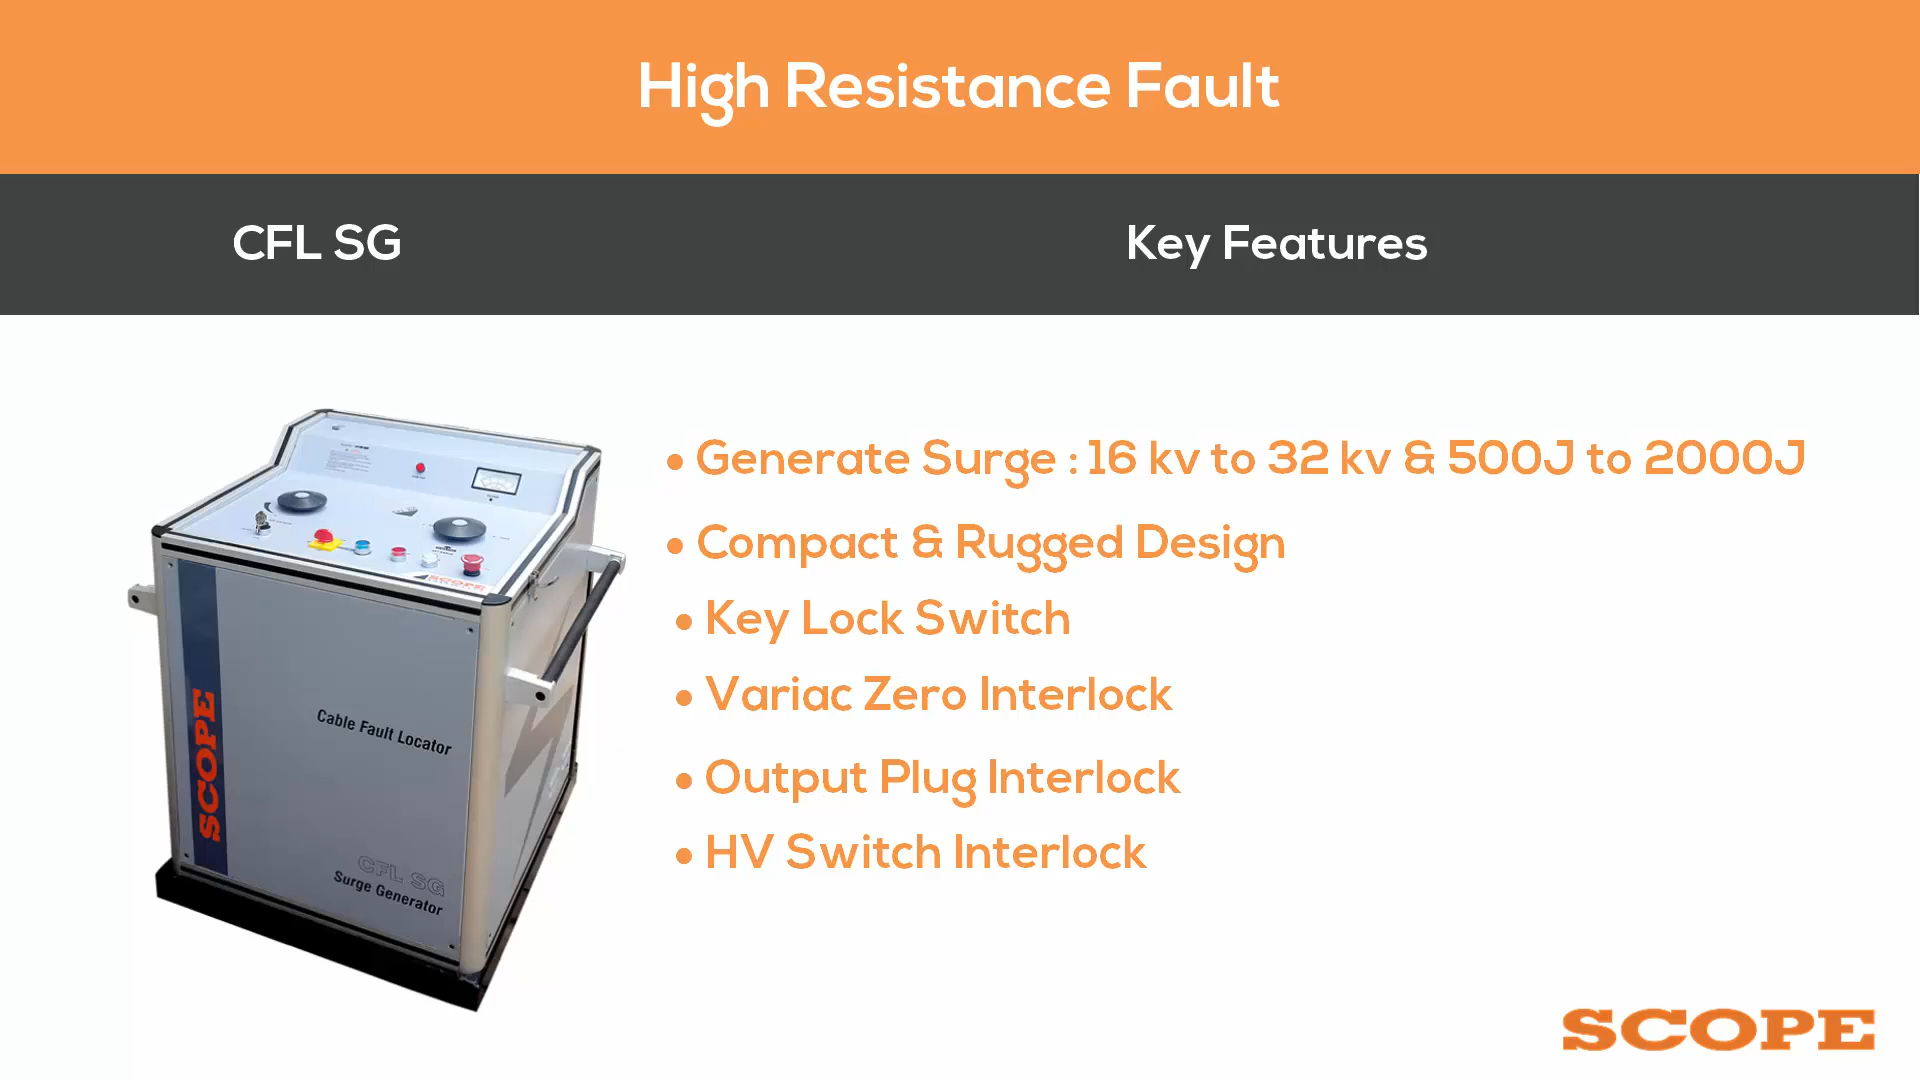 High Resistance Fault
CFL SG
Key Features
• Generate Surge : 16 kv to 32 kv & 500J to 2000J
• Compact & Rugged Design
• Key Lock Switch
• Variac Zero Interlock
• Output Plug Interlock
• HV Switch Interlock
SCOPE
SCOPE
Cable Fault Locator
CFL SG
Surge Generator
SCOPE